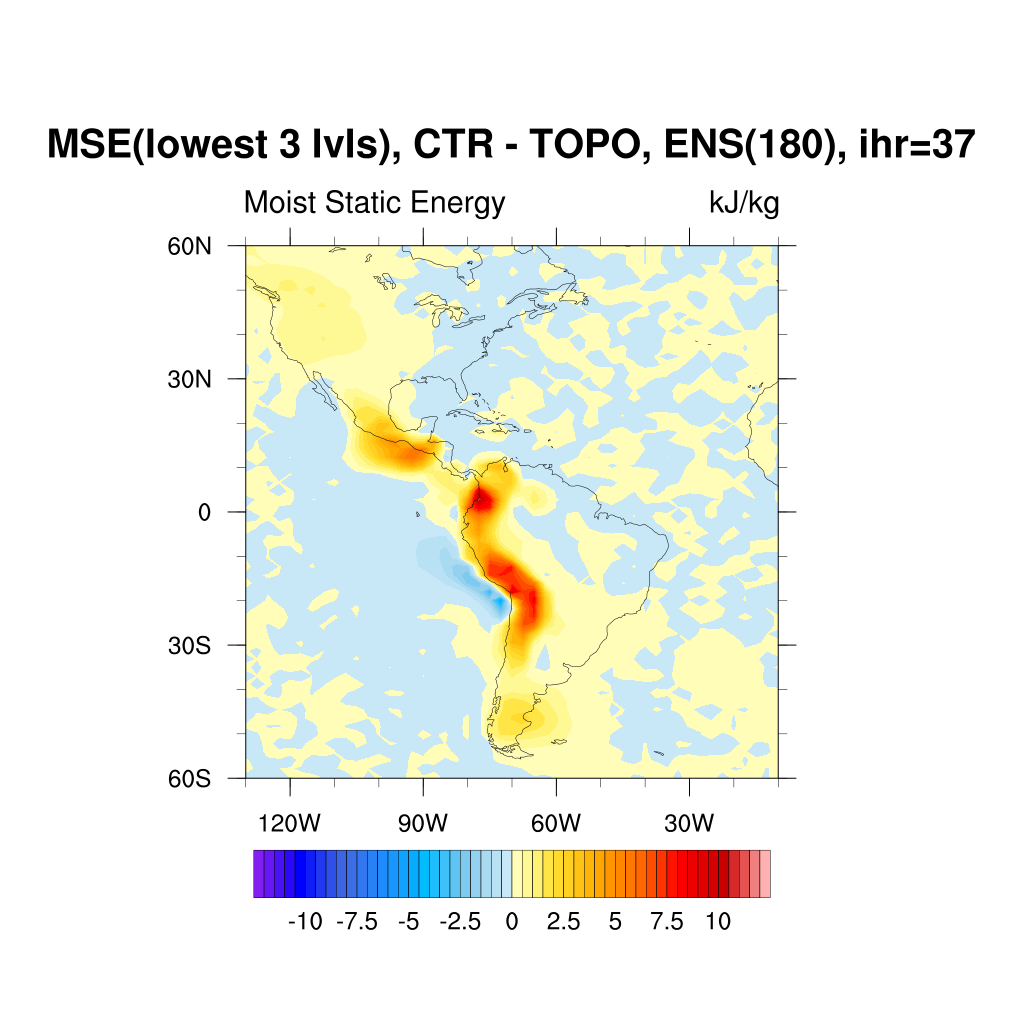 MSE(lowest 3 lvls), CTR - TOPO, ENS(180), ihr=37
Moist Static Energy kJ/kg
60N
30N
0
30S
60S
120W 90W 60W 30W
-10 -7.5 -5 -2.5 0 2.5 5 7.5 10